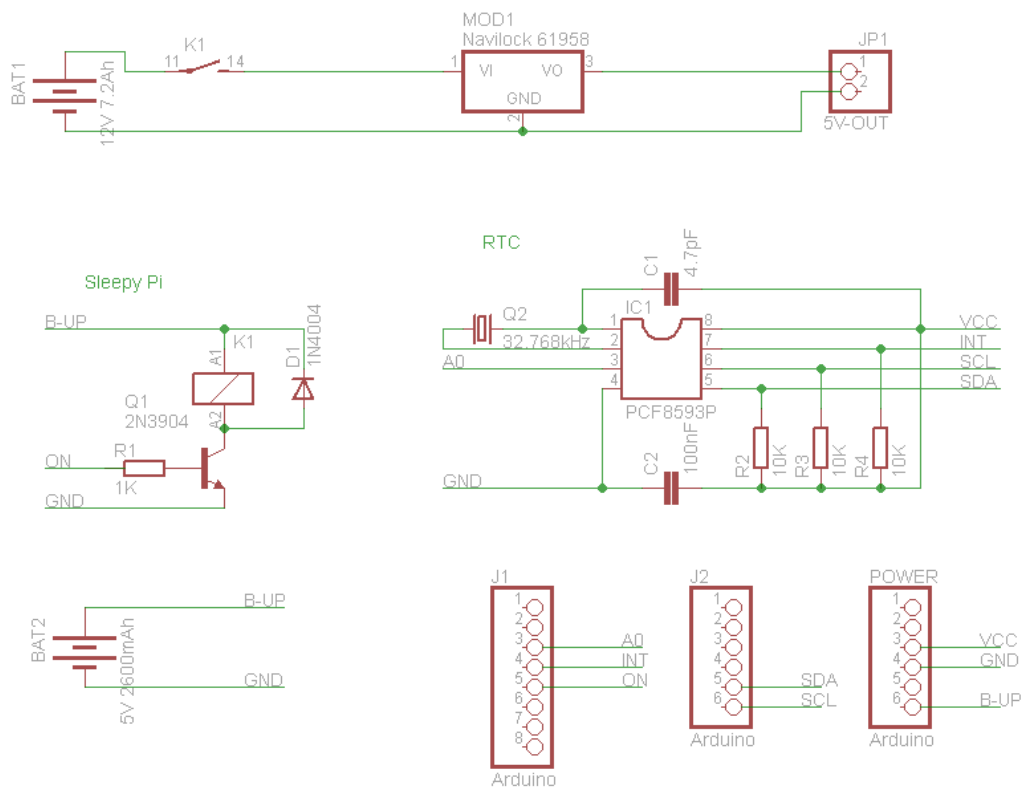 MOD1
Navilock 61958
K1
11 14
1 VI VO 3
GND
2
JP1
1
2
5V-OUT
BAT1
12V 7.2Ah
RTC
Sleepy Pi
B-UP
K1
A1
A2
D1
1N4004
Q1
2N3904
R1
1K
ON
GND
C1
4.7pF
Q2
32.768kHz
IC1
1
2
3
4
8
7
6
5
PCF8593P
A0
VCC
INT
SCL
SDA
C2
100nF
GND
R2
10K
R3
10K
R4
10K
BAT2
5V 2600mAh
B-UP
GND
J1
1
2
3
4
5
6
7
8
A0
INT
ON
Arduino
J2
1
2
3
4
5
6
SDA
SCL
Arduino
POWER
1
2
3
4
5
6
VCC
GND
B-UP
Arduino